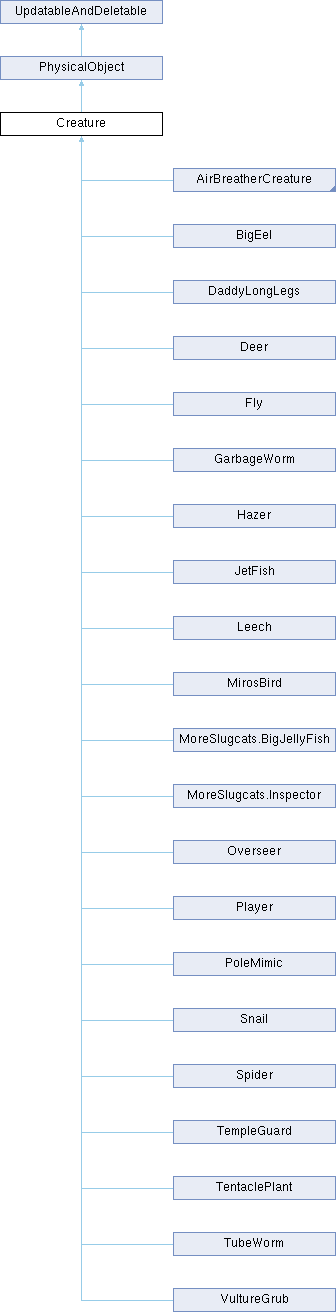 UpdatableAndDeletable
PhysicalObject
Creature
AirBreatherCreature
BigEel
DaddyLongLegs
Deer
Fly
GarbageWorm
Hazer
JetFish
Leech
MirosBird
MoreSlugcats.BigJellyFish
MoreSlugcats.Inspector
Overseer
Player
PoleMimic
Snail
Spider
TempleGuard
TentaclePlant
TubeWorm
VultureGrub